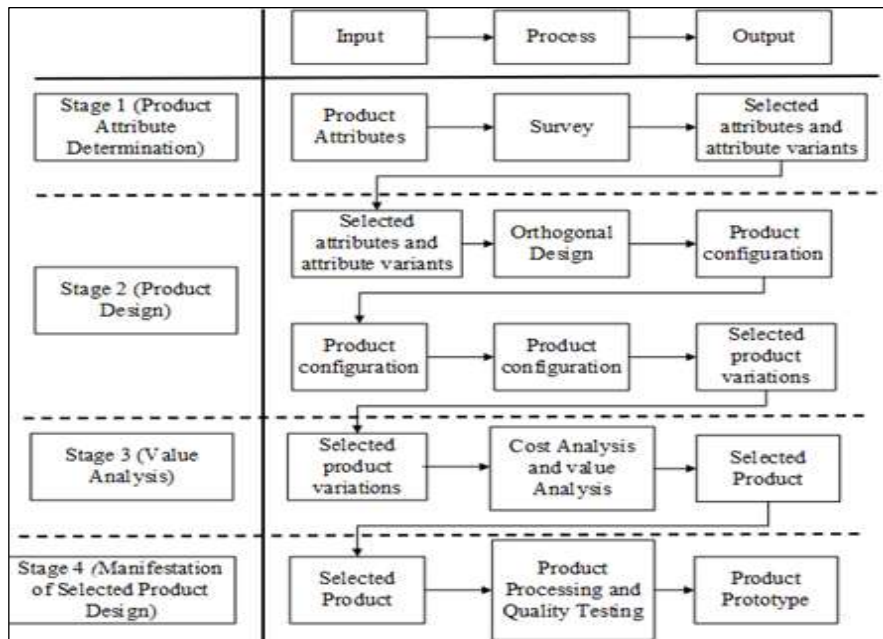 Input
Process
Output
Stage 1 (Product
Attribute
Determination)
Product
Attributes
Survey
Selected
attributes and
attribute variants
Stage 2 (Product
Design)
Selected
attributes and
attribute variants
Orthogonal
Design
Product
configuration
Product
configuration
Product
configuration
Selected
product
variations
Stage 3 (Value
Analysis)
Selected
product
variations
Cost Analysis
and value
Analysis
Selected
Product
Stage 4 (Manifestation
of Selected Product
Design)
Selected
Product
Product
Processing and
Quality Testing
Product
Prototype